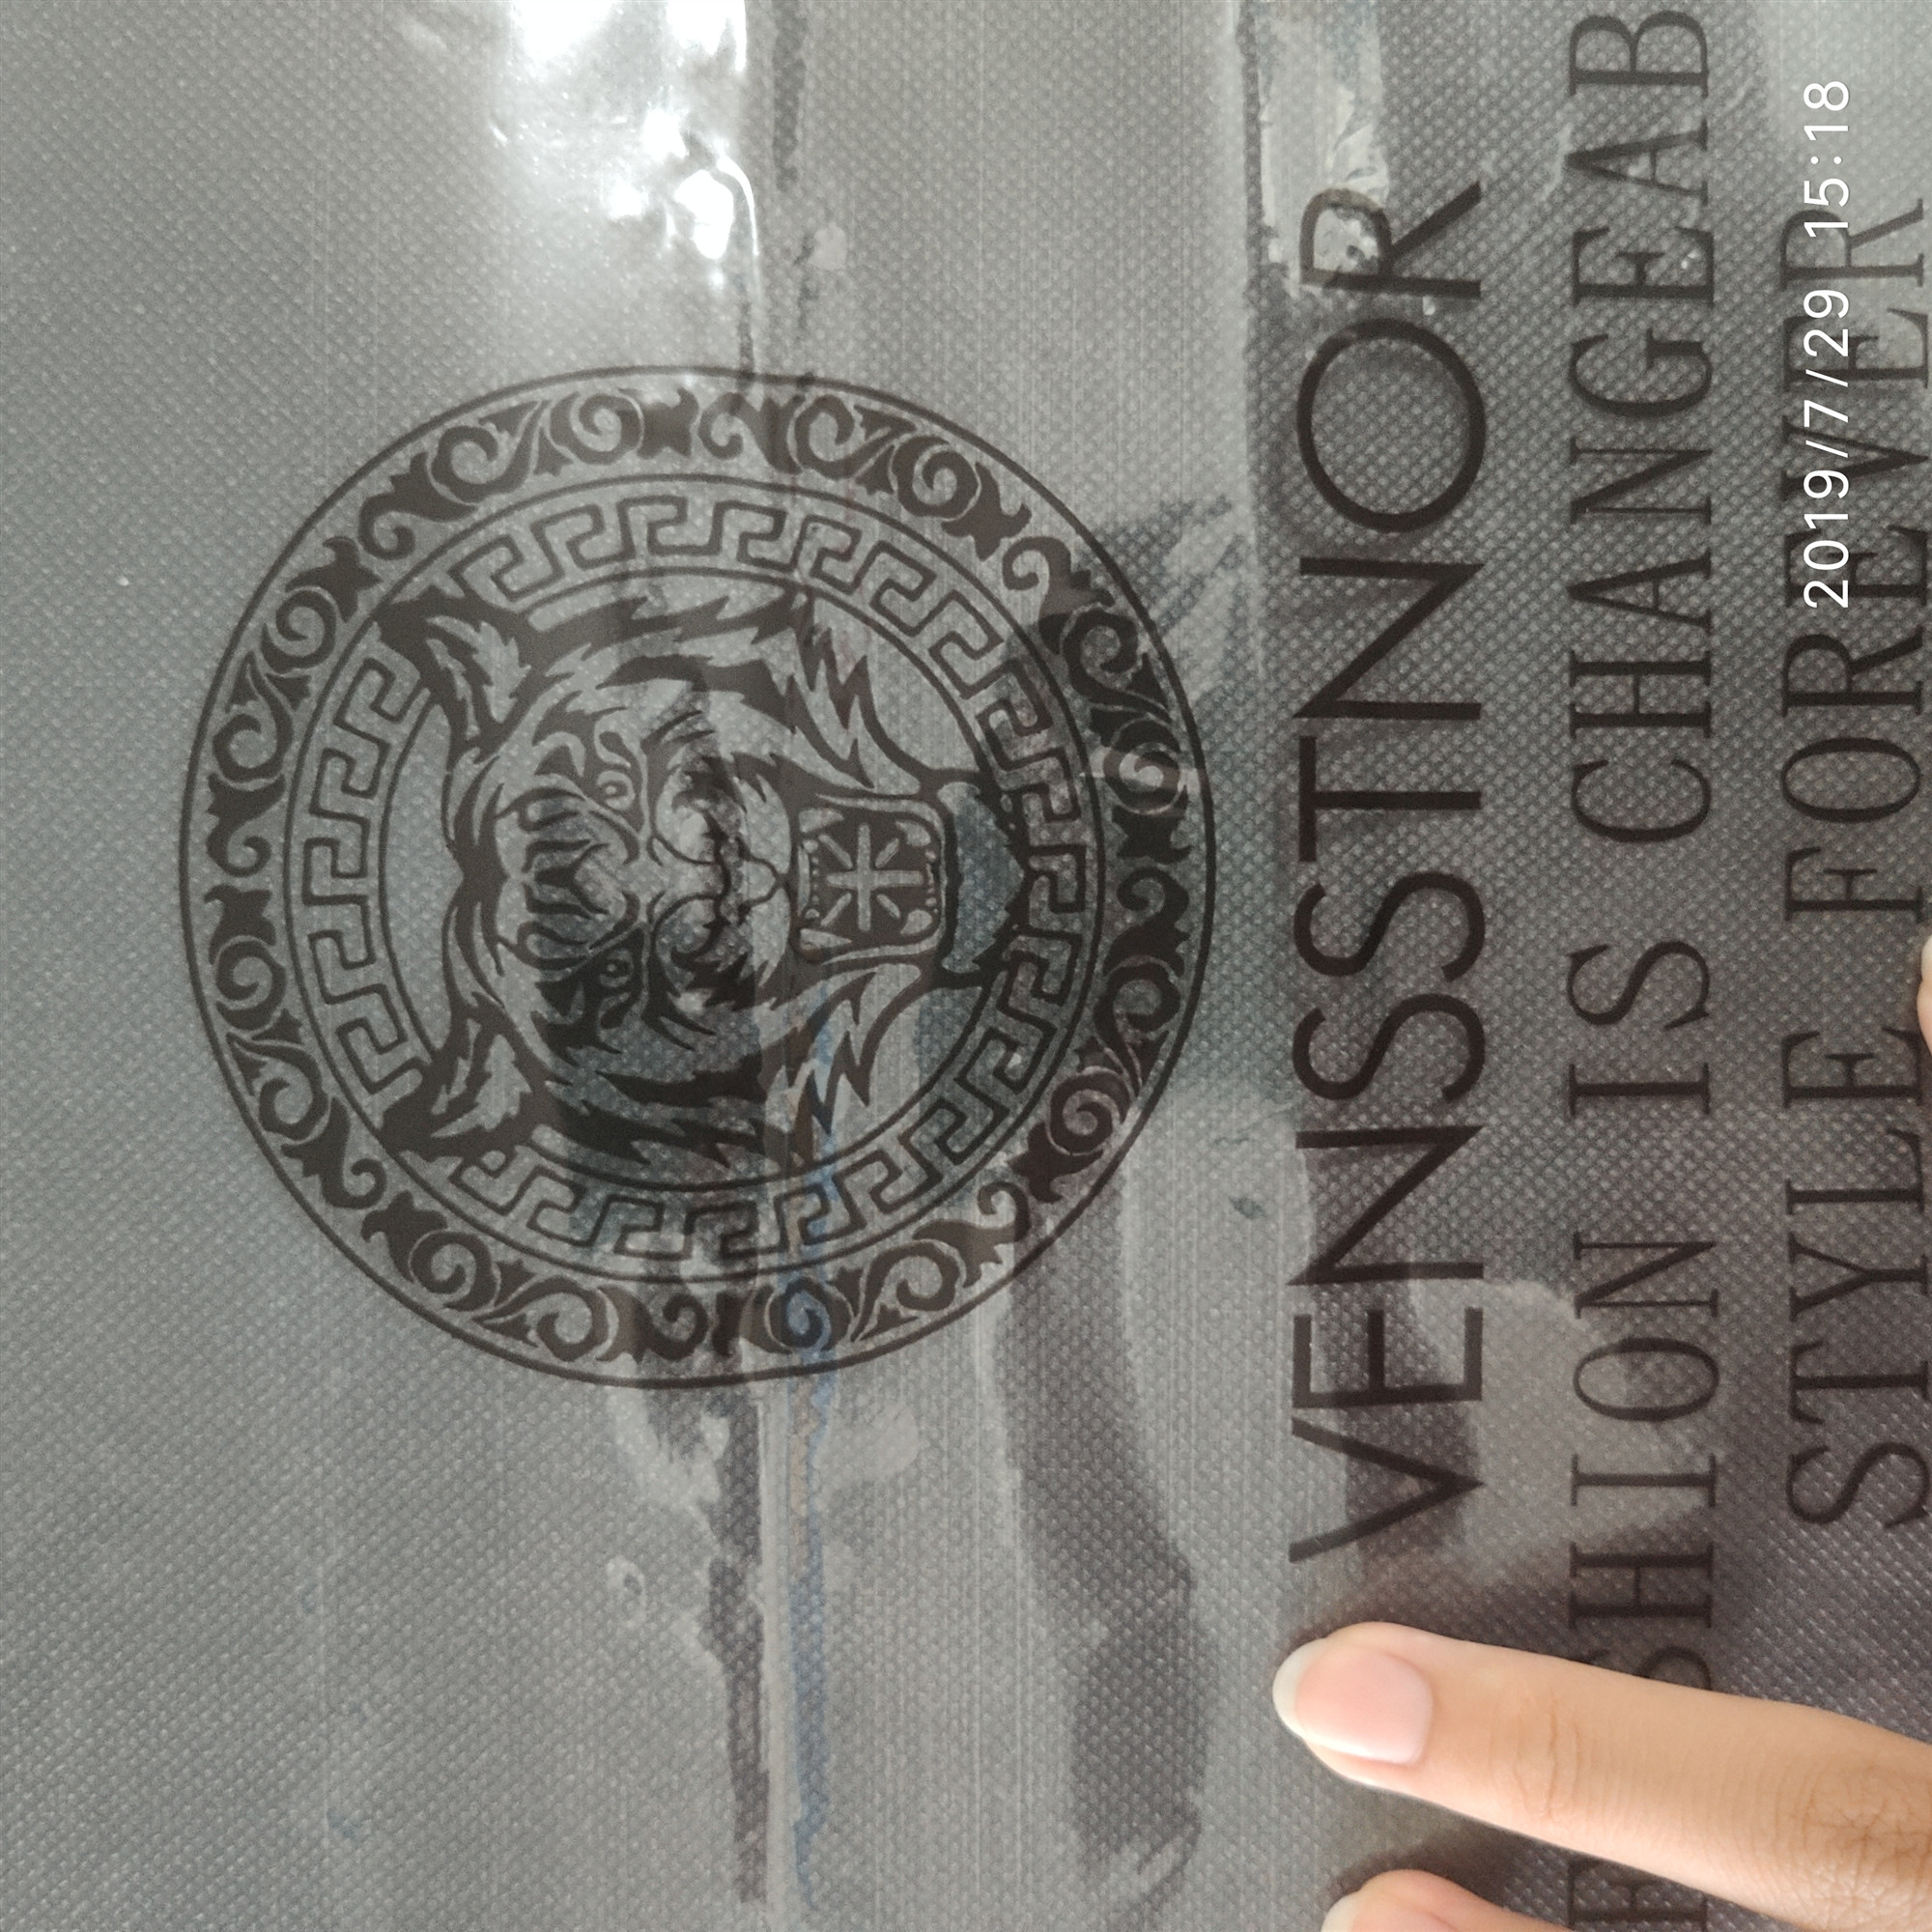 VENSSTNOR
SHION IS CHANGEAB
STYLE FOREVER
2019/7/29 15:18